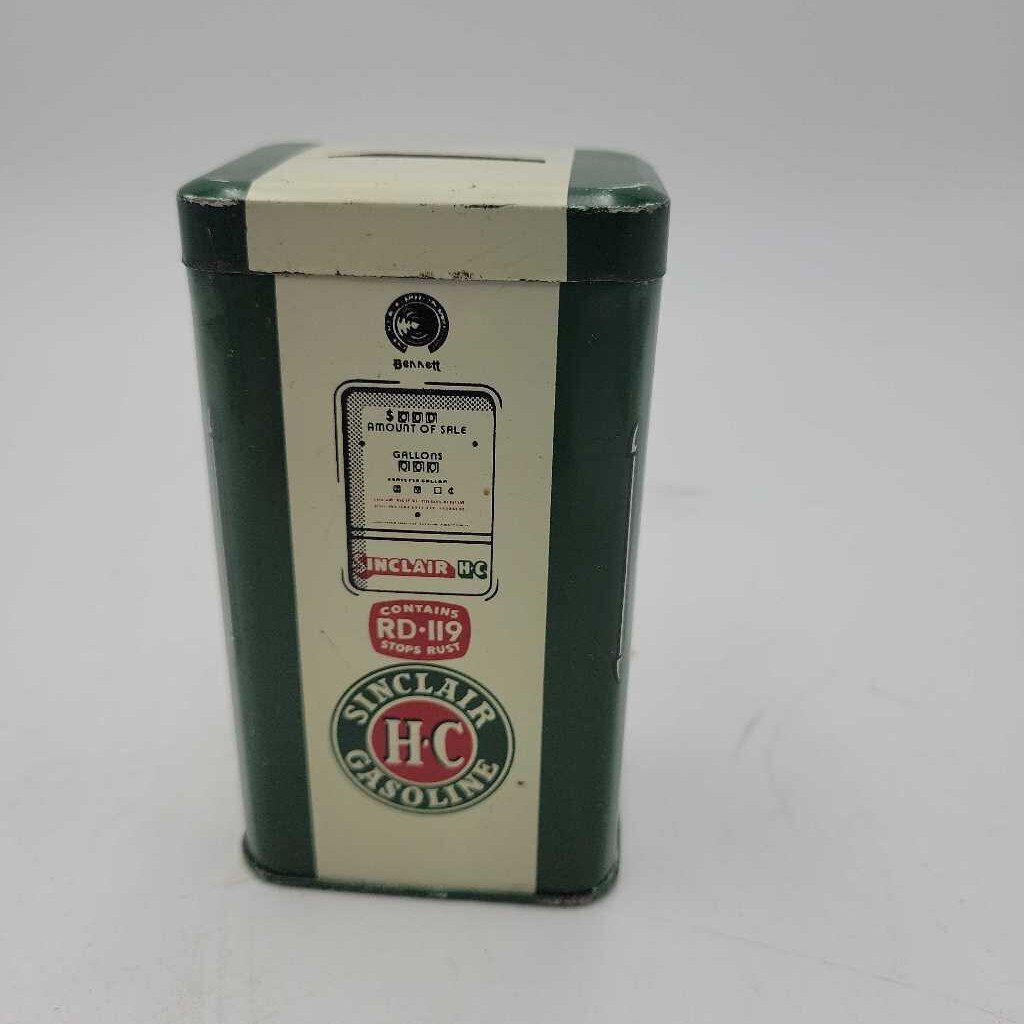 Bennett
$ 000
AMOUNT OF SALE
GALLONS
000
¢
SINCLAIR H-C
CONTAINS
RD•119
STOPS RUST
SINCLAIR
H•C
GASOLINE